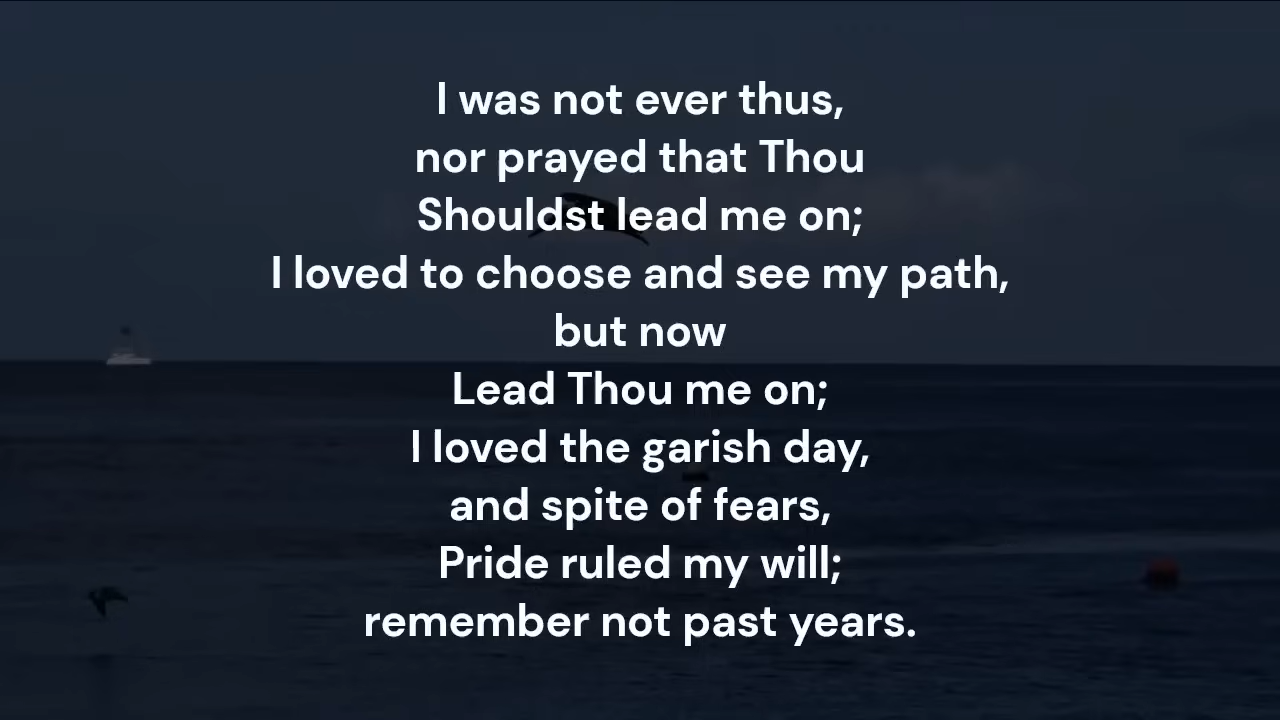 I was not ever thus,
nor prayed that Thou
Shouldst lead me on;
I loved to choose and see my path,
but now
Lead Thou me on;
I loved the garish day,
and spite of fears,
Pride ruled my will;
remember not past years.